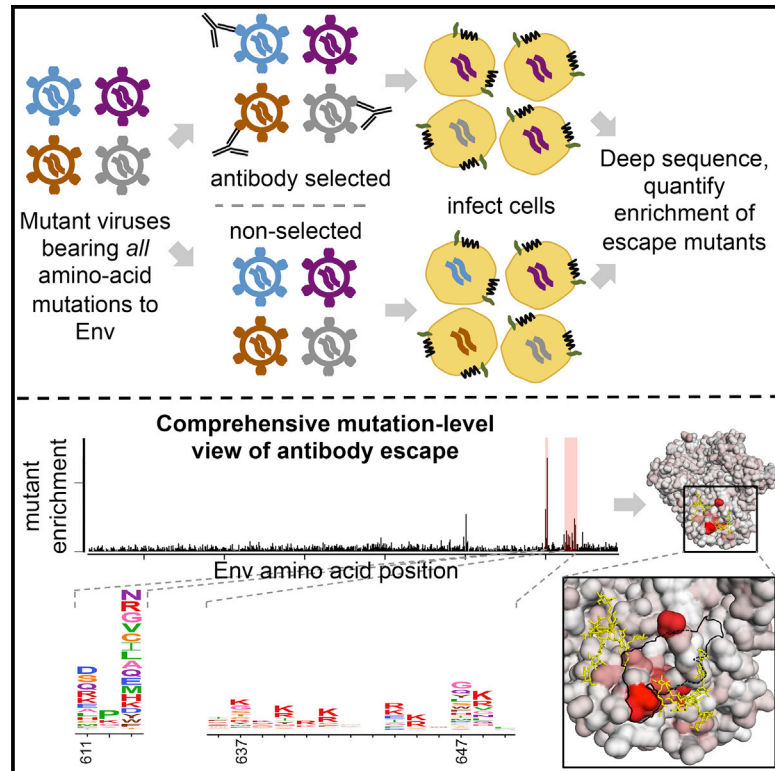 antibody selected
Mutant viruses
bearing all
amino-acid
mutations to
Env
non-selected
infect cells
Deep sequence,
quantify
enrichment of
escape mutants
Comprehensive mutation-level
view of antibody escape
mutant
enrichment
Env amino acid position
N
R
G
V
C
T
L
A
Q
E
M
H
D
S
Q
R
P
K
G
K
R
K
K
G
K
R
611
637
647